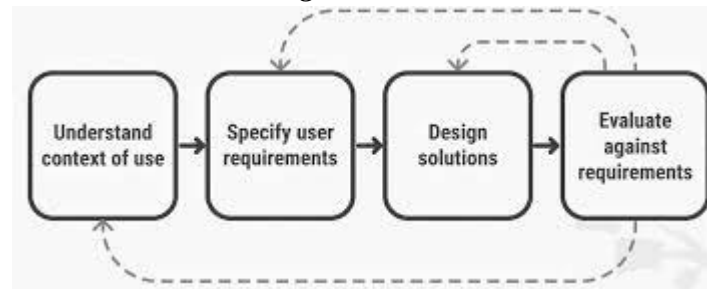 Understand
context of use
Specify user
requirements
Design
solutions
Evaluate
against
requirements